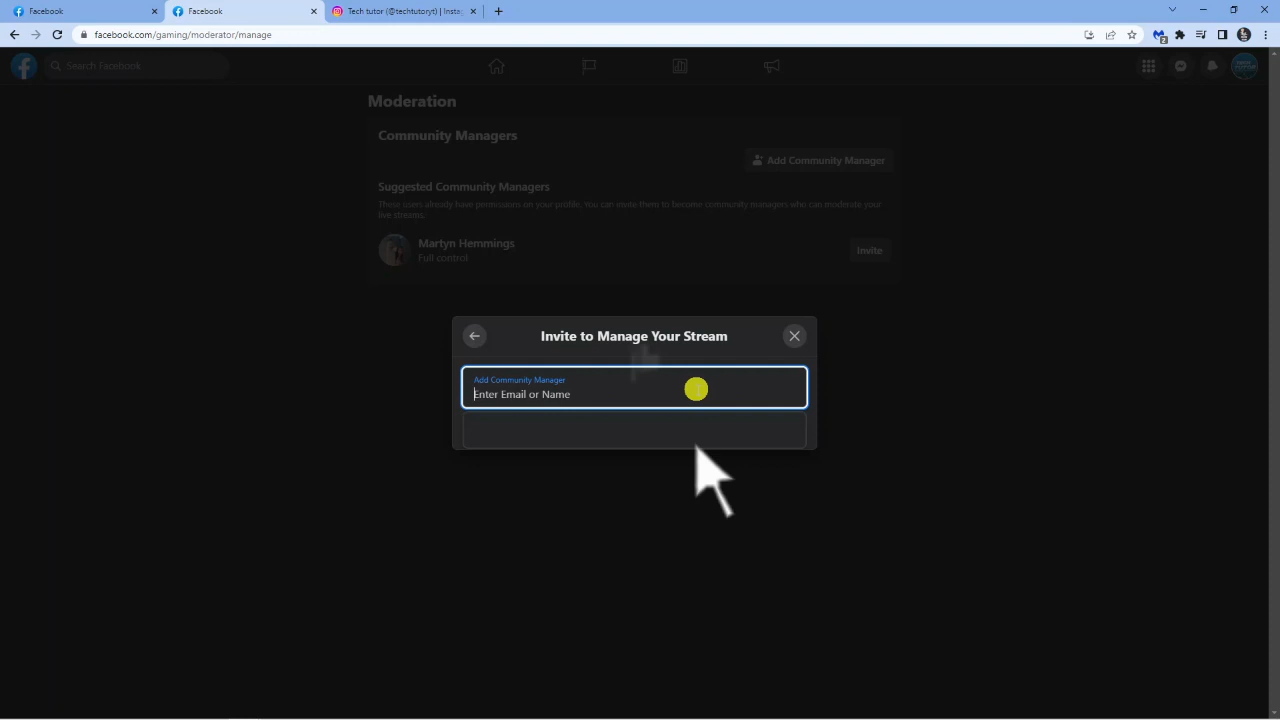 Facebook
Facebook
Tech tutor (@techtutoryt) | Insta
facebook.com/gaming/moderator/manage
2
Search Facebook
Moderation
Community Managers
Add Community Manager
Suggested Community Managers
These users already have permissions on your profile. You can invite them to become community managers who can moderate your
live streams.
Martyn Hemmings
Full control
Invite
Invite to Manage Your Stream
Add Community Manager
Enter Email or Name